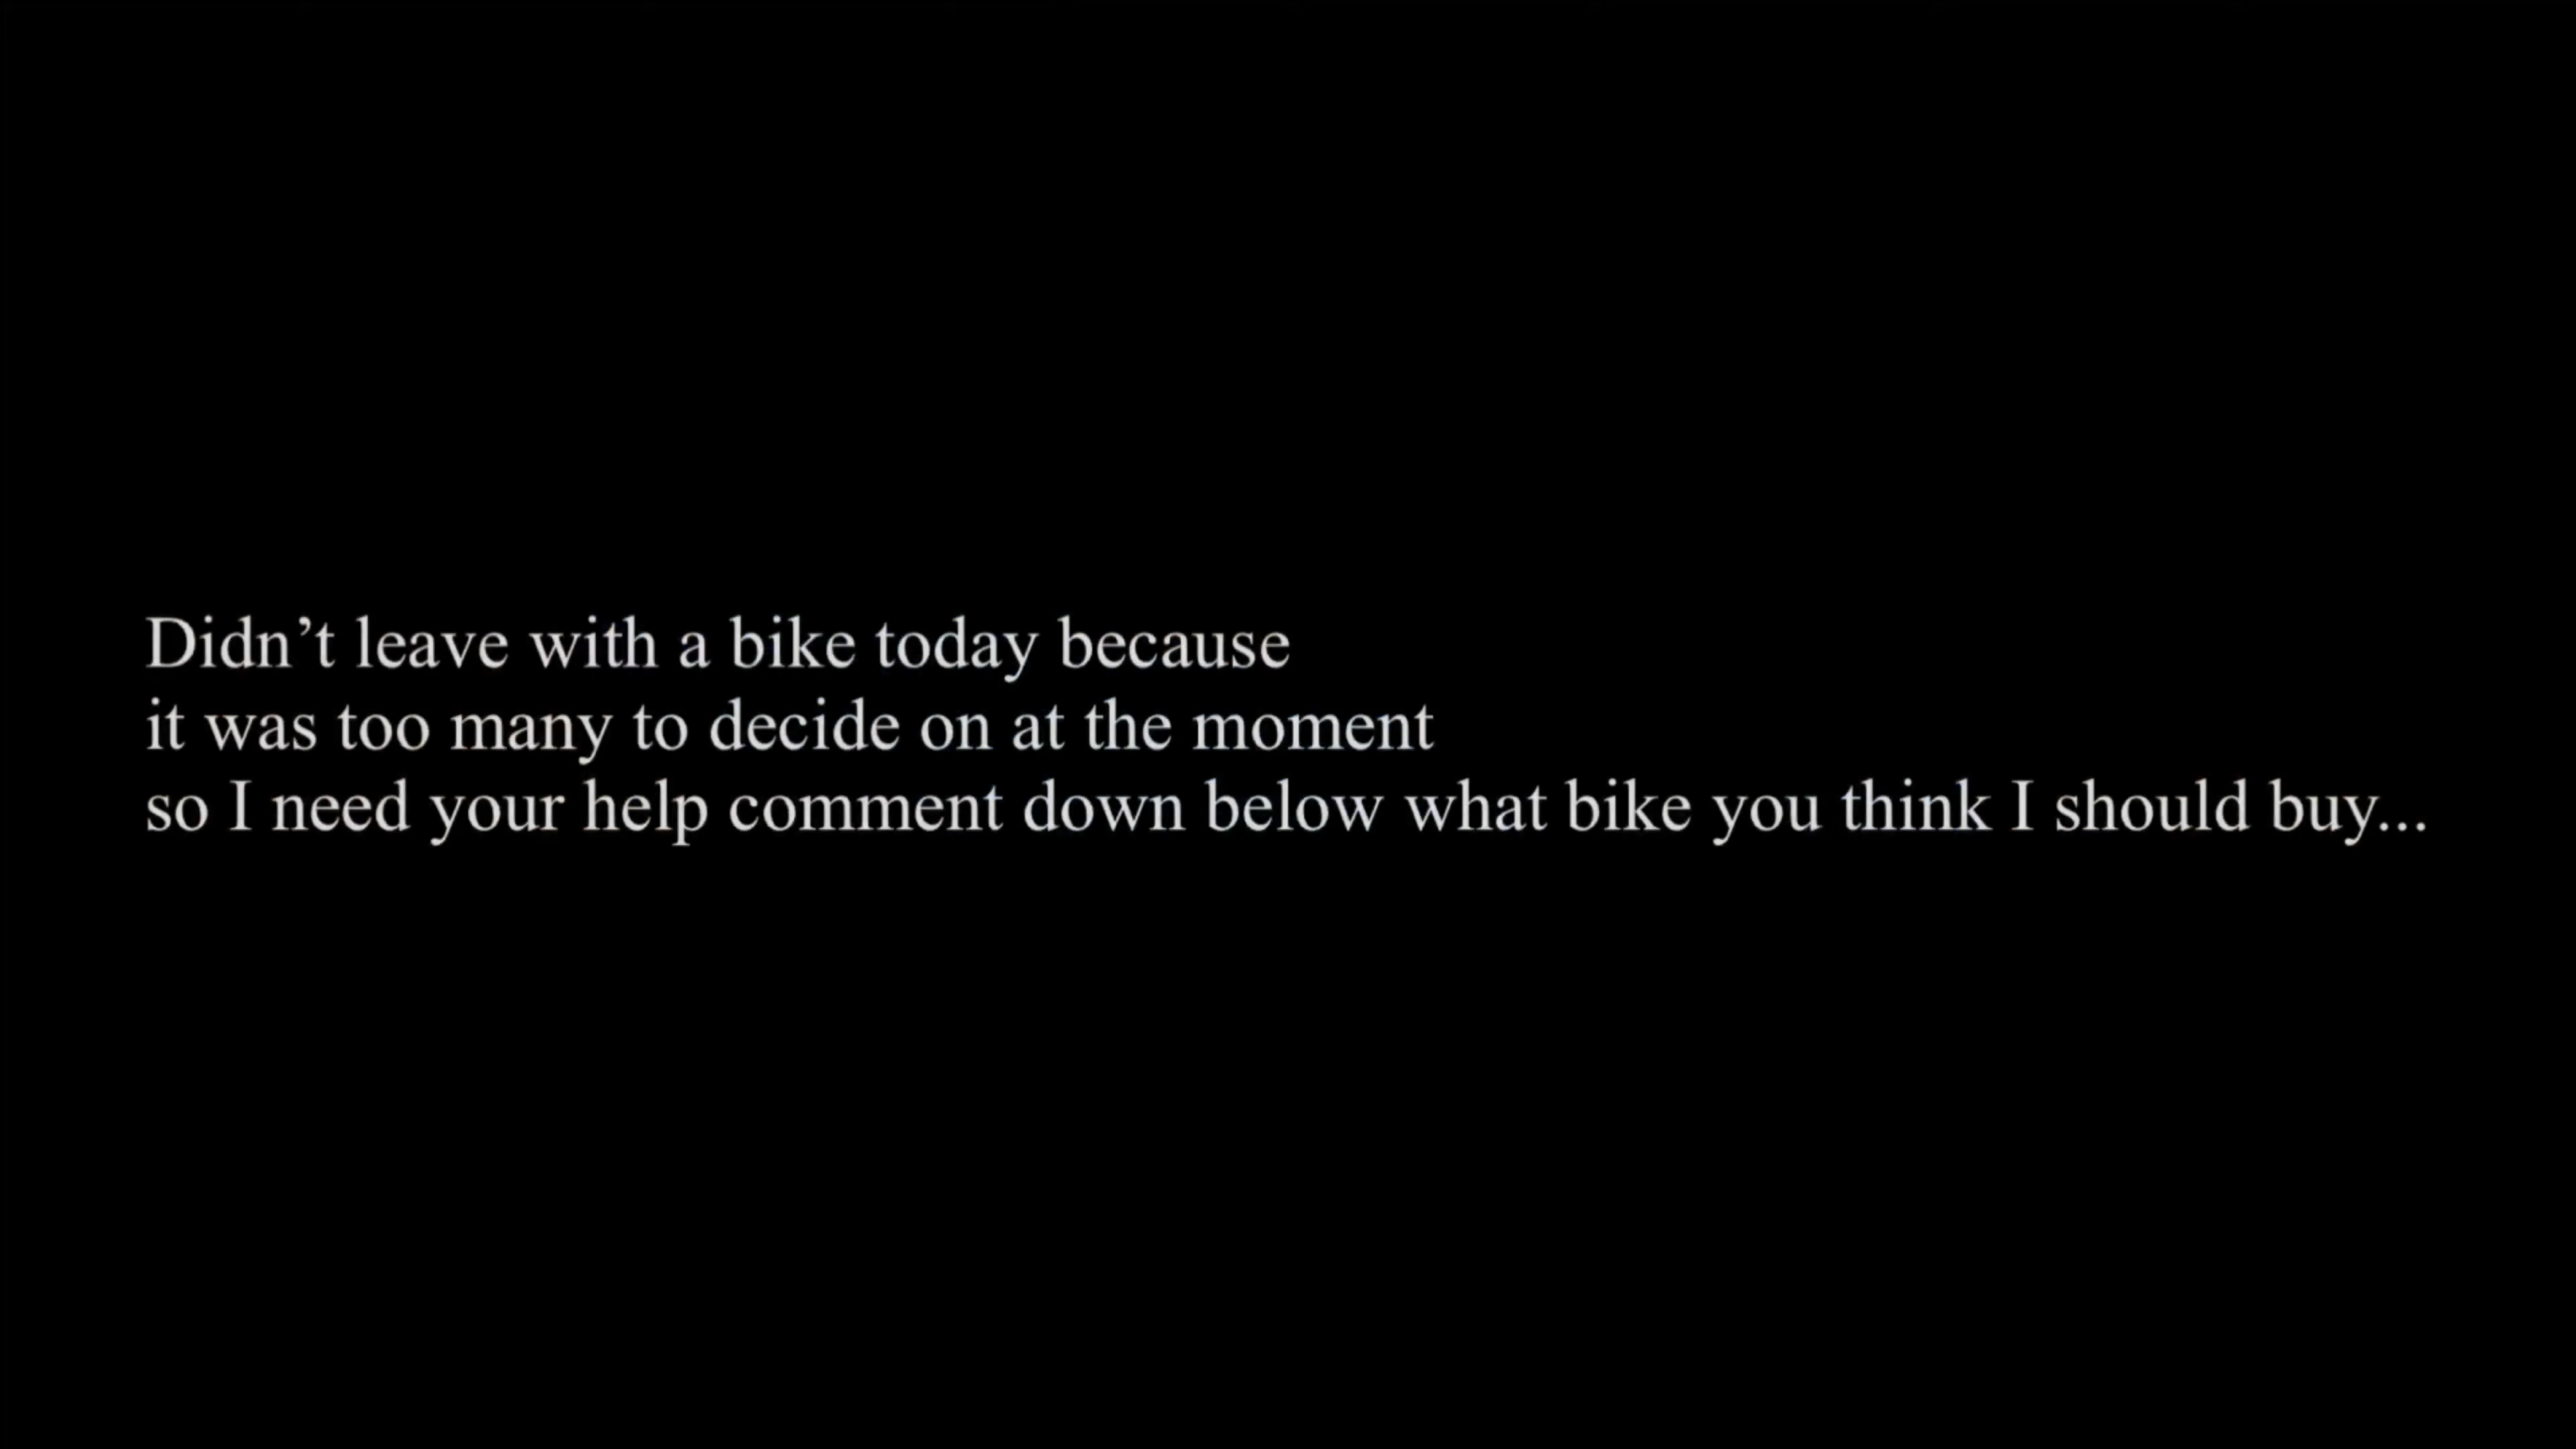 Didn’t leave with a bike today because
it was too many to decide on at the moment
so I need your help comment down below what bike you think I should buy...